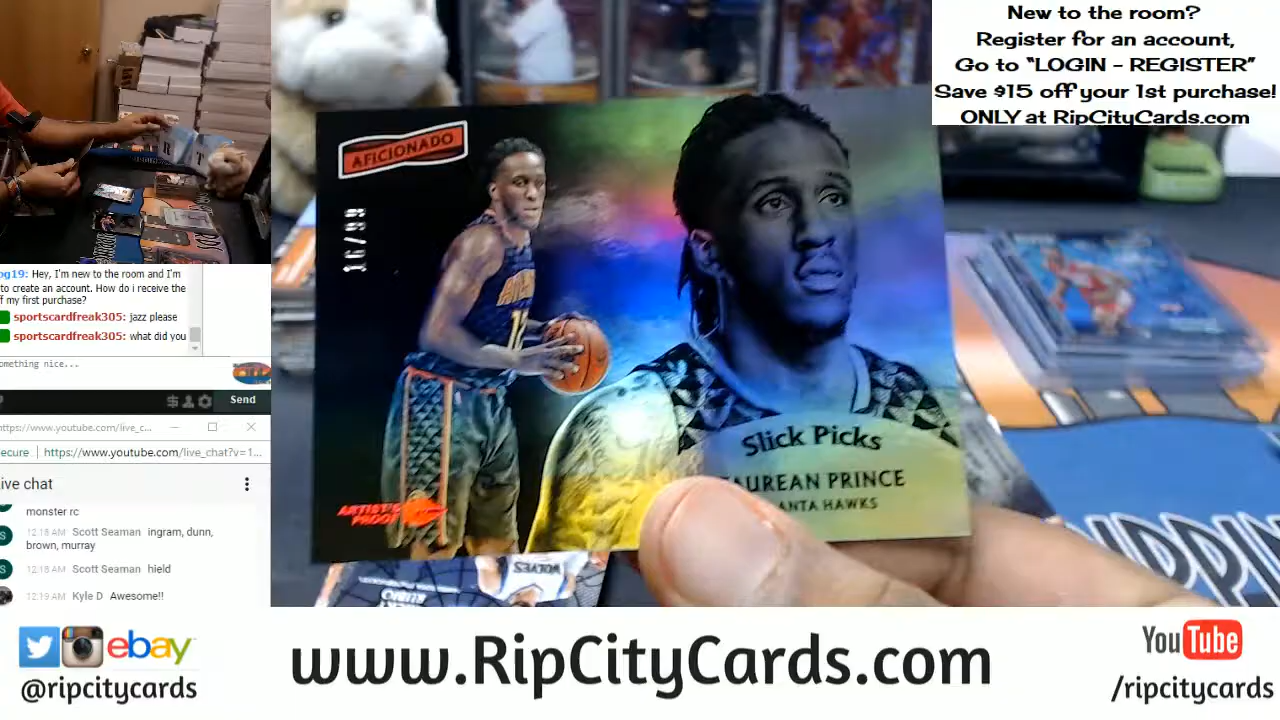 New to the room?
Register for an account,
Go to “LOGIN - REGISTER”
Save $15 off your 1st purchase!
ONLY at RipCityCards.com
AFICIONADO
16/99
Slick Picks
TAUREAN PRINCE
ANTA HAWKS
ARTIST'S
PROOF
WOLVES
og19: Hey, I'm new to the room and I'm
to create an account. How do i receive the
f my first purchase?
sportscardfreak305: jazz please
sportscardfreak305: what did you
omething nice...
Send
https://www.youtube.com/live_c...
ecure https://www.youtube.com/live_chat?v=1...
ive chat
monster rc
12:18 AM Scott Seaman ingram, dunn,
brown, murray
12:18 AM Scott Seaman hield
12:19 AM Kyle D Awesome!!
ebay
@ripcitycards
www.RipCityCards.com
YouTube
/ripcitycards